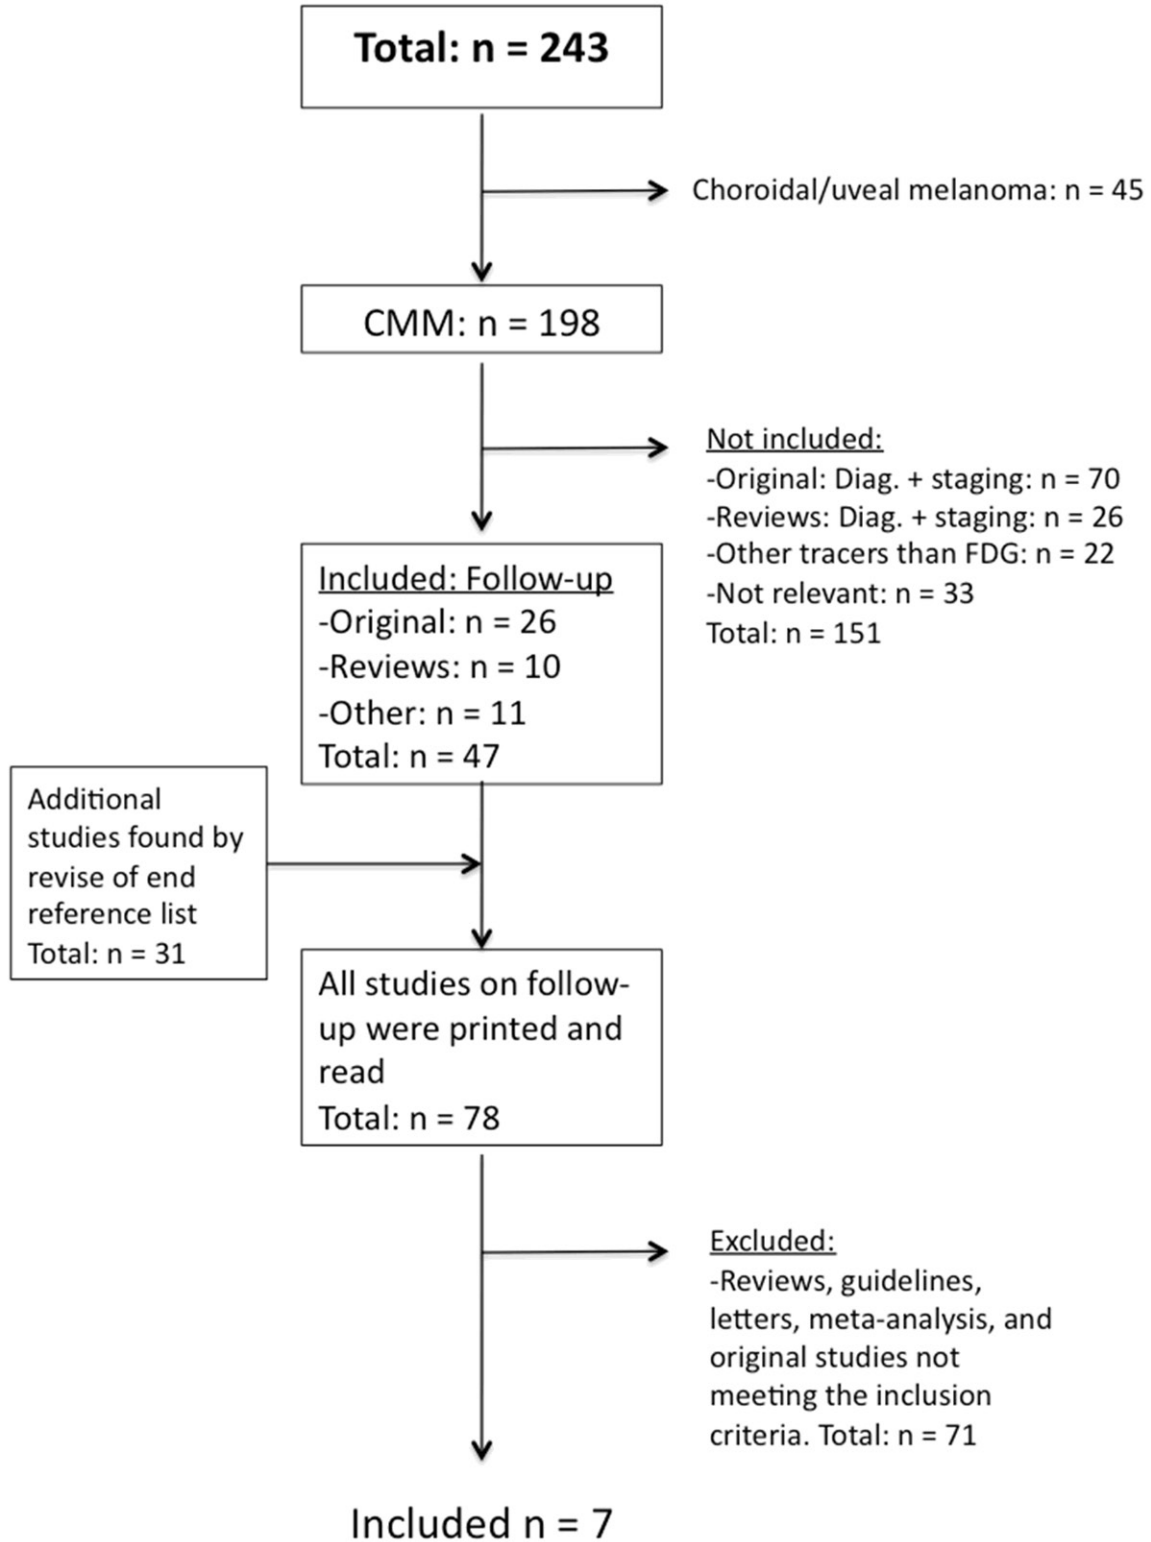 Total: n = 243
Choroidal/uveal melanoma: n = 45
CMM: n = 198
Not included:
-Original: Diag. + staging: n = 70
-Reviews: Diag. + staging: n = 26
-Other tracers than FDG: n = 22
-Not relevant: n = 33
Total: n = 151
Included: Follow-up
-Original: n = 26
-Reviews: n = 10
-Other: n = 11
Total: n = 47
Additional
studies found by
revise of end
reference list
Total: n = 31
All studies on follow-
up were printed and
read
Total: n = 78
Excluded:
-Reviews, guidelines,
letters, meta-analysis, and
original studies not
meeting the inclusion
criteria. Total: n = 71
Included n = 7